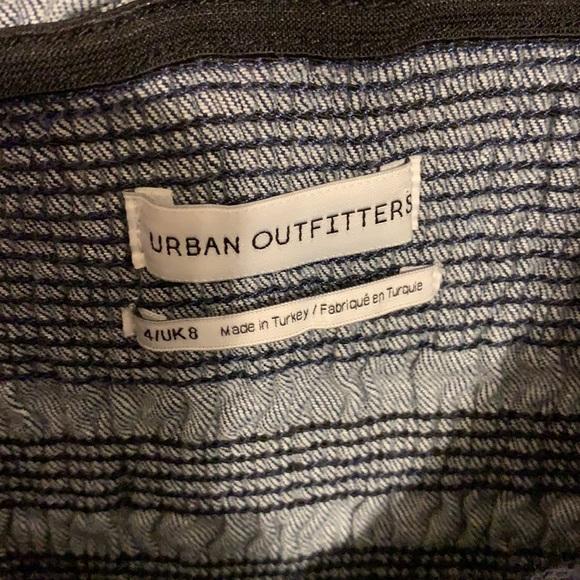 URBAN OUTFITTERS
4/UK8 Made in Turkey / Fabriqué en Turquie